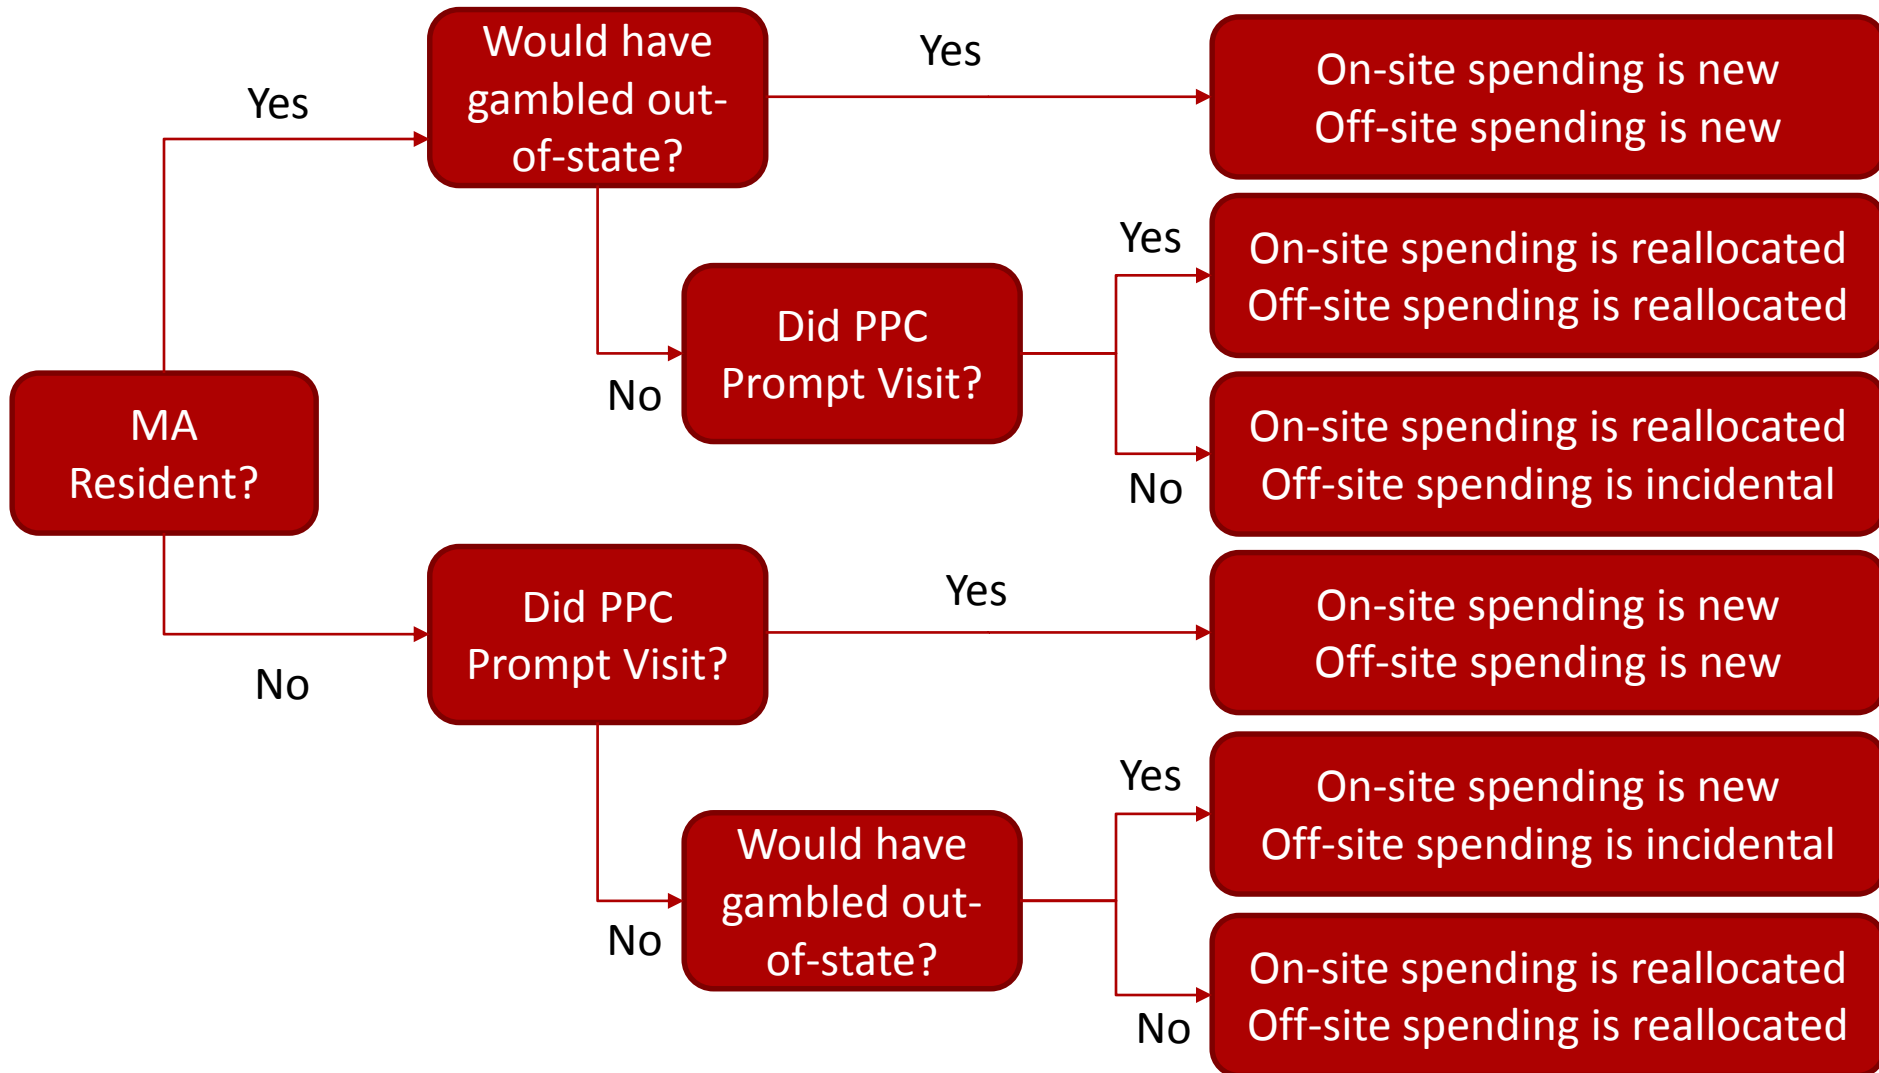 MA
Resident?
Yes
Would have
gambled out-
of-state?
Yes
On-site spending is new
Off-site spending is new
No
Did PPC
Prompt Visit?
Yes
On-site spending is reallocated
Off-site spending is reallocated
No
On-site spending is reallocated
Off-site spending is incidental
No
Did PPC
Prompt Visit?
Yes
On-site spending is new
Off-site spending is new
No
Would have
gambled out-
of-state?
Yes
On-site spending is new
Off-site spending is incidental
No
On-site spending is reallocated
Off-site spending is reallocated